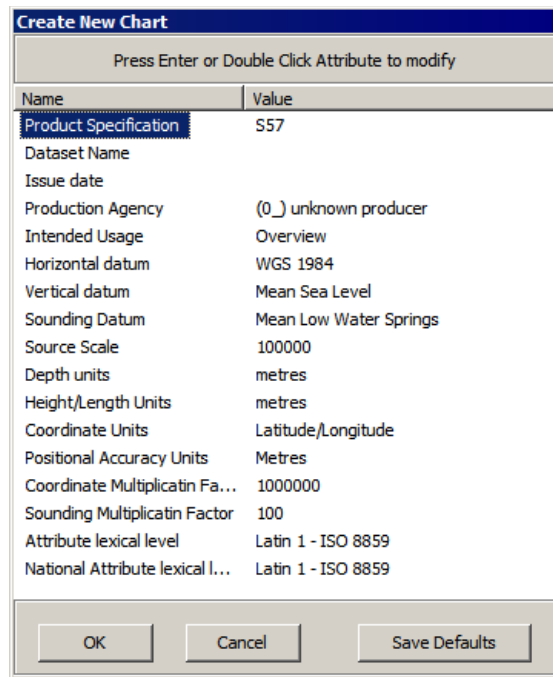 Create New Chart
Press Enter or Double Click Attribute to modify
Name Value
Product Specification S57
Dataset Name
Issue date
Production Agency (0_) unknown producer
Intended Usage Overview
Horizontal datum WGS 1984
Vertical datum Mean Sea Level
Sounding Datum Mean Low Water Springs
Source Scale 100000
Depth units metres
Height/Length Units metres
Coordinate Units Latitude/Longitude
Positional Accuracy Units Metres
Coordinate Multiplicatin Fa... 1000000
Sounding Multiplicatin Factor 100
Attribute lexical level Latin 1 - ISO 8859
National Attribute lexical l... Latin 1 - ISO 8859
OK Cancel Save Defaults